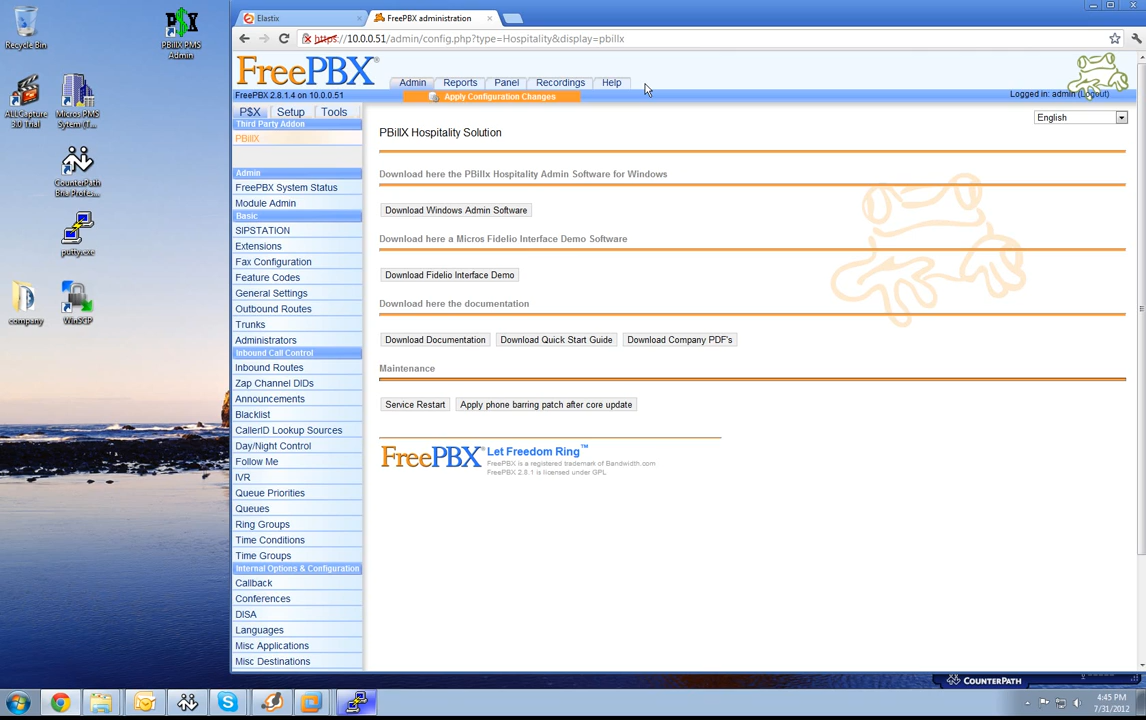 Recycle Bin
PBILLX PMS
Admin
ALLCapture
3.0 Trial
Micros PMS
Sytem (T...
CounterPath
Bria Profes...
putty.exe
company
WinSCP
Elastix
FreePBX administration
https://10.0.0.51/admin/config.php?type=Hospitality&display=pbillx
FreePBX®
FreePBX 2.8.1.4 on 10.0.0.51
Admin
Reports
Panel
Recordings
Help
Apply Configuration Changes
Logged in: admin (Logout)
English
P$X
Setup
Tools
Third Party Addon
PBillX
Admin
FreePBX System Status
Module Admin
Basic
SIPSTATION
Extensions
Fax Configuration
Feature Codes
General Settings
Outbound Routes
Trunks
Administrators
Inbound Call Control
Inbound Routes
Zap Channel DIDs
Announcements
Blacklist
CallerID Lookup Sources
Day/Night Control
Follow Me
IVR
Queue Priorities
Queues
Ring Groups
Time Conditions
Time Groups
Internal Options & Configuration
Callback
Conferences
DISA
Languages
Misc Applications
Misc Destinations
PBillX Hospitality Solution
Download here the PBillx Hospitality Admin Software for Windows
Download Windows Admin Software
Download here a Micros Fidelio Interface Demo Software
Download Fidelio Interface Demo
Download here the documentation
Download Documentation
Download Quick Start Guide
Download Company PDF's
Maintenance
Service Restart
Apply phone barring patch after core update
FreePBX® Let Freedom Ring™
FreePBX is a registered trademark of Bandwidth.com
FreePBX 2.8.1 is licensed under GPL
COUNTERPATH
4:45 PM
7/31/2012